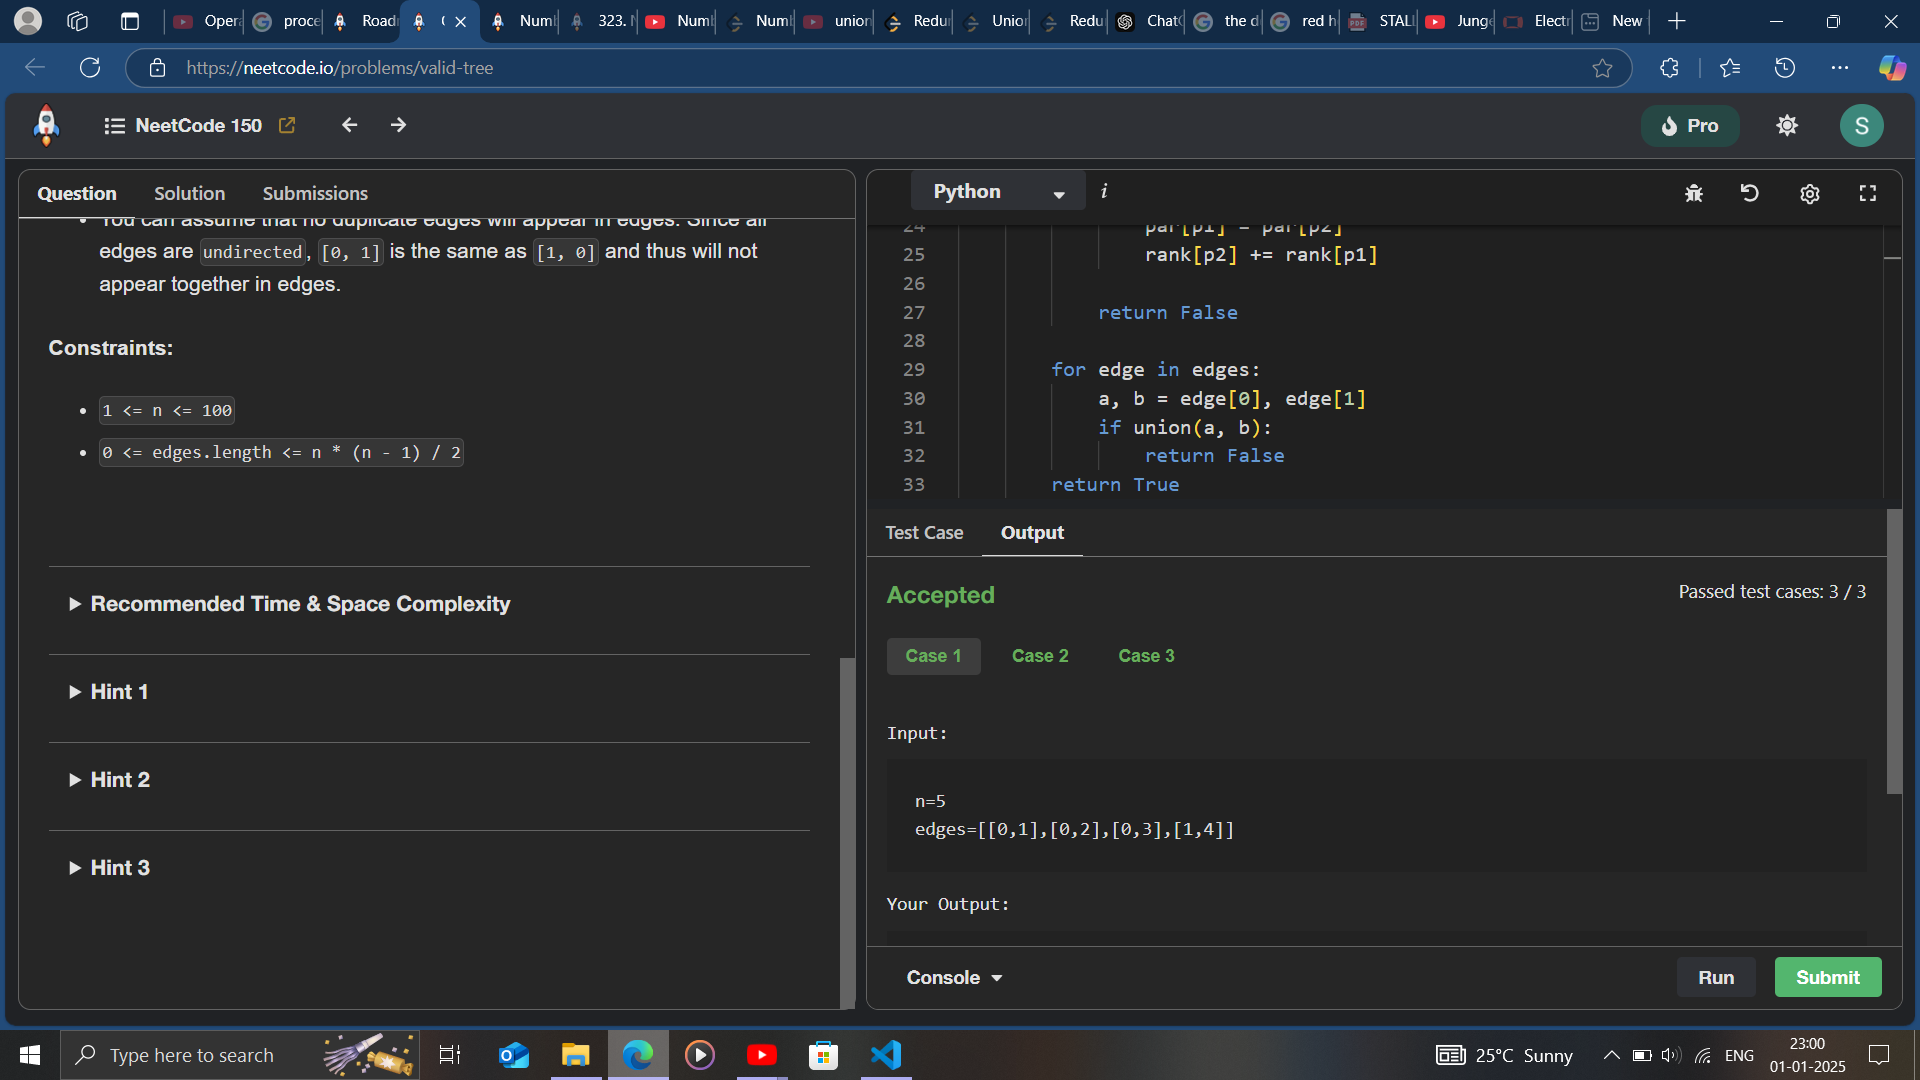 Opera
proce
Road
Numb
323. N
Numb
Numb
union
Redu
Union
Redu
Chat
the d
red h
STAL
Junge
Electr
New
https://neetcode.io/problems/valid-tree
NeetCode 150
Pro
S
Question Solution Submissions
You can assume that no duplicate edges will appear in edges. Since all
edges are undirected, [0, 1] is the same as [1, 0] and thus will not
appear together in edges.
Constraints:
1 <= n <= 100
0 <= edges.length <= n * (n - 1) / 2
Recommended Time & Space Complexity
Hint 1
Hint 2
Hint 3
Python i
24 par[p1] = par[p2]
25 rank[p2] += rank[p1]
26
27 return False
28
29 for edge in edges:
30 a, b = edge[0], edge[1]
31 if union(a, b):
32 return False
33 return True
Test Case Output
Accepted
Passed test cases: 3 / 3
Case 1 Case 2 Case 3
Input:
n=5
edges=[[0,1],[0,2],[0,3],[1,4]]
Your Output:
Console
Run
Submit
Type here to search
25°C Sunny
ENG
23:00
01-01-2025